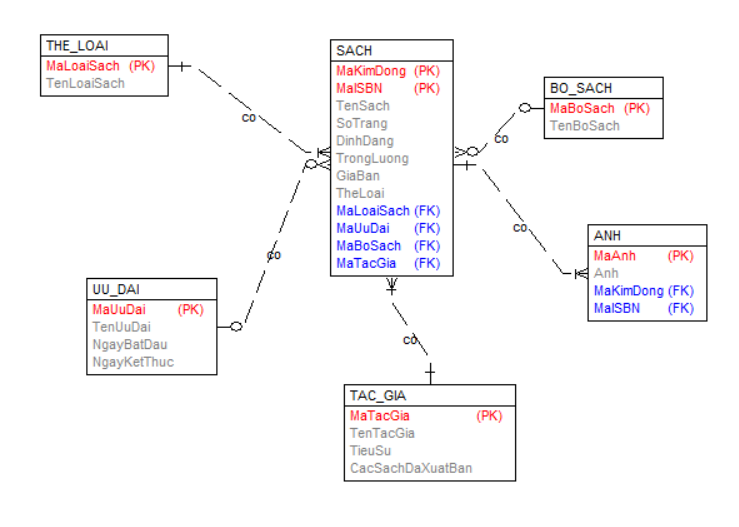 THE_LOAI
MaLoaiSach (PK)
TenLoaiSach
SACH
MaKimDong (PK)
MaISBN (PK)
TenSach
SoTrang
DinhDang
TrongLuong
GiaBan
TheLoai
MaLoaiSach (FK)
MaUuDai (FK)
MaBoSach (FK)
MaTacGia (FK)
BO_SACH
MaBoSach (PK)
TenBoSach
co
co
co
co
co
ANH
MaAnh (PK)
Anh
MaKimDong (FK)
MaISBN (FK)
UU_DAI
MaUuDai (PK)
TenUuDai
NgayBatDau
NgayKetThuc
TAC_GIA
MaTacGia (PK)
TenTacGia
TieuSu
CacSachDaXuatBan